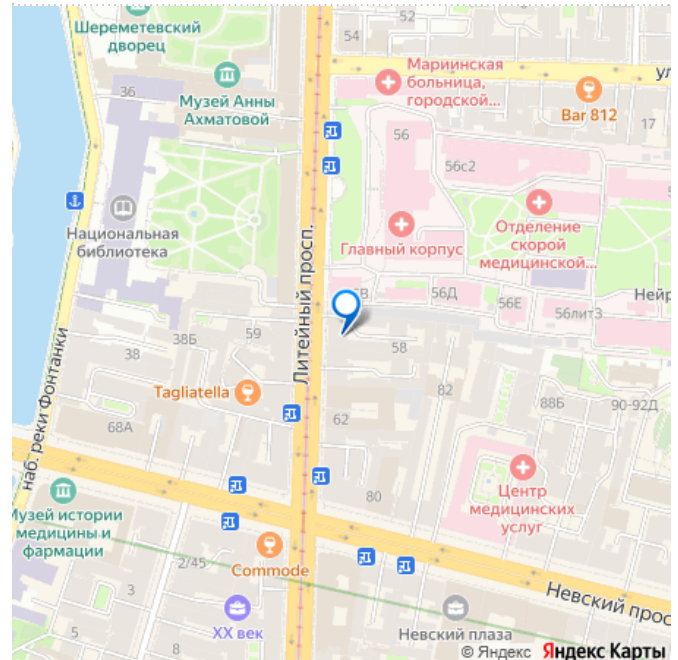 Шереметевский
дворец
52
54
Мариинская
больница,
городской...
ул
36
Музей Анны
Ахматовой
Bar 812
17
56
56с2
Национальная
библиотека
Главный корпус
Отделение
скорой
медицинской...
Литейный просп.
56Д
56Е
56литЗ
Нейр
59
38Б
38
58
Tagliatella
наб. реки Фонтанки
82
88Б
90-92Д
68А
62
80
Центр
медицинских
услуг
Музей истории
медицины и
фармации
2/45
Commode
Невский прос
3
5
8
XX век
Невский плаза
© Яндекс Яндекс Карты